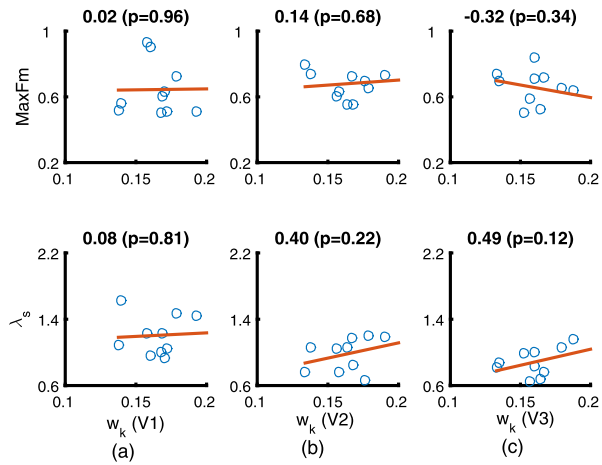 0.02 (p=0.96)
0.14 (p=0.68)
-0.32 (p=0.34)
MaxFm
1
0.6
0.2
0.1
0.15
0.2
1
0.6
0.2
0.1
0.15
0.2
1
0.6
0.2
0.1
0.15
0.2
0.08 (p=0.81)
0.40 (p=0.22)
0.49 (p=0.12)
λs
2.2
1.4
0.6
0.1
0.15
0.2
2.2
1.4
0.6
0.1
0.15
0.2
2.2
1.4
0.6
0.1
0.15
0.2
wk (V1)
wk (V2)
wk (V3)
(a)
(b)
(c)